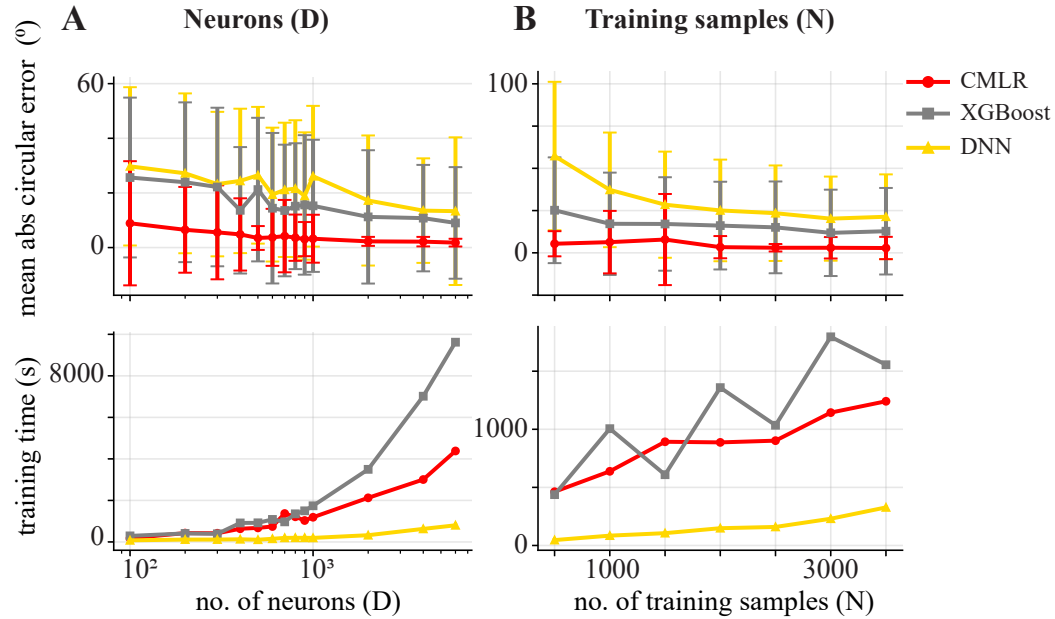 A
Neurons (D)
B
Training samples (N)
mean abs circular error (º)
60
0
100
0
CMLR
XGBoost
DNN
training time (s)
8000
0
1000
0
10²
10³
1000
3000
no. of neurons (D)
no. of training samples (N)